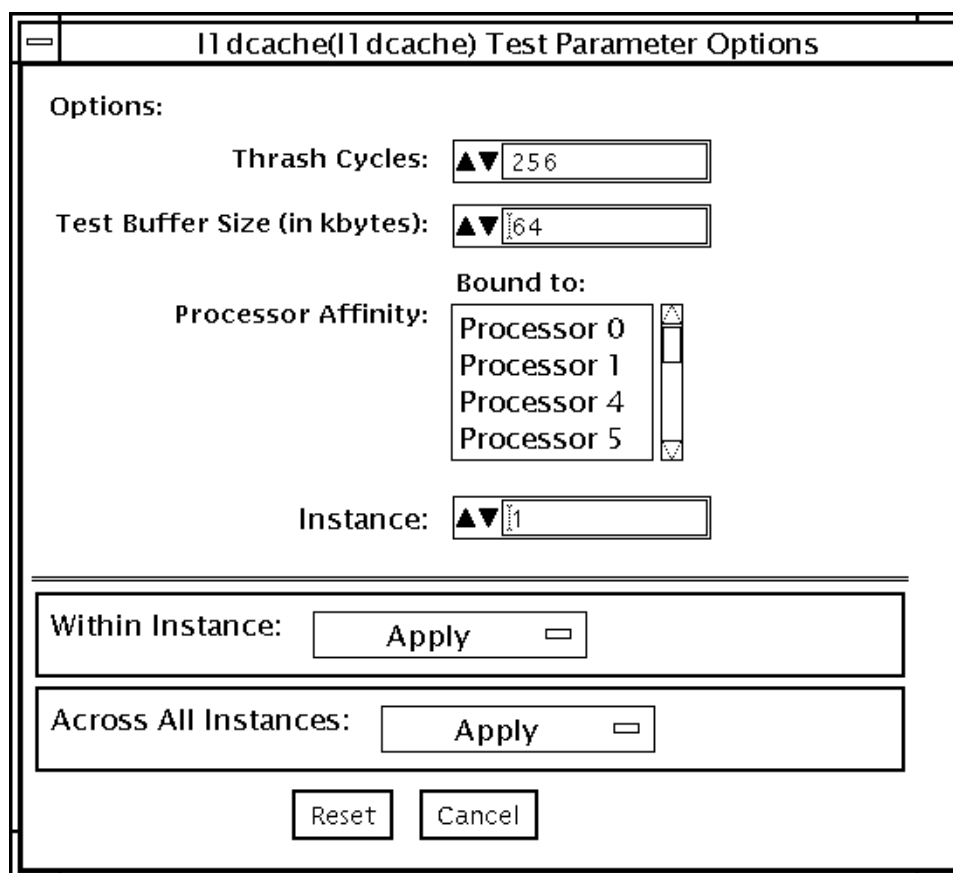 l1dcache(l1dcache) Test Parameter Options
Options:
Thrash Cycles: 256
Test Buffer Size (in kbytes): 64
Bound to:
Processor Affinity:
Processor 0
Processor 1
Processor 4
Processor 5
Instance: 1
Within Instance: Apply
Across All Instances: Apply
Reset Cancel